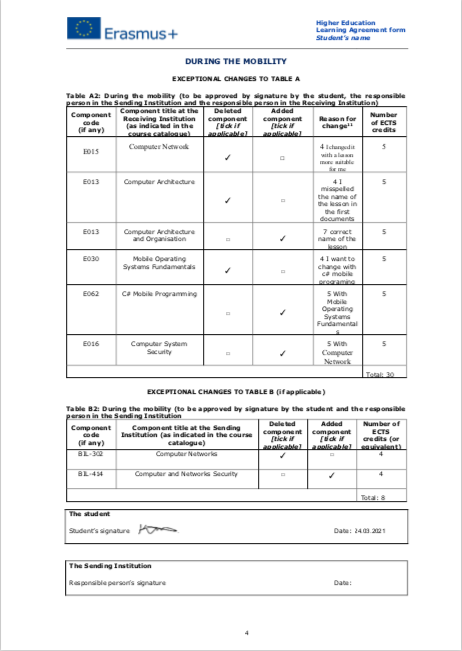 Erasmus+
Higher Education
Learning Agreement form
Student's name
DURING THE MOBILITY
EXCEPTIONAL CHANGES TO TABLE A
Table A2: During the mobility (to be approved by signature by the student, the responsible
person in the Sending Institution and the responsible person in the Receiving Institution)
Component code (if any) | Component title at the Receiving Institution (as indicated in the course catalogue) | Deleted component [tick if applicable] | Added component [tick if applicable] | Reason for change¹¹ | Number of ECTS credits
E015 | Computer Network | ✓ | □ | 4 I changed it with a lesson more suitable for me | 5
E013 | Computer Architecture | ✓ | □ | 4 I misspelled the name of the lesson in the first documents | 5
E013 | Computer Architecture and Organisation | □ | ✓ | 7 correct name of the lesson | 5
E030 | Mobile Operating Systems Fundamentals | ✓ | □ | 4 I want to change with c# mobile programing | 5
E062 | C# Mobile Programming | □ | ✓ | 5 With Mobile Operating Systems Fundamentals | 5
E016 | Computer System Security | □ | ✓ | 5 With Computer Network | 5
Total: 30
EXCEPTIONAL CHANGES TO TABLE B (if applicable)
Table B2: During the mobility (to be approved by signature by the student and the responsible
person in the Sending Institution
Component code (if any) | Component title at the Sending Institution (as indicated in the course catalogue) | Deleted component [tick if applicable] | Added component [tick if applicable] | Number of ECTS credits (or equivalent)
BIL-302 | Computer Networks | ✓ | □ | 4
BIL-414 | Computer and Networks Security | □ | ✓ | 4
Total: 8
The student
Student's signature Date: 24.03.2021
The Sending Institution
Responsible person's signature Date:
4